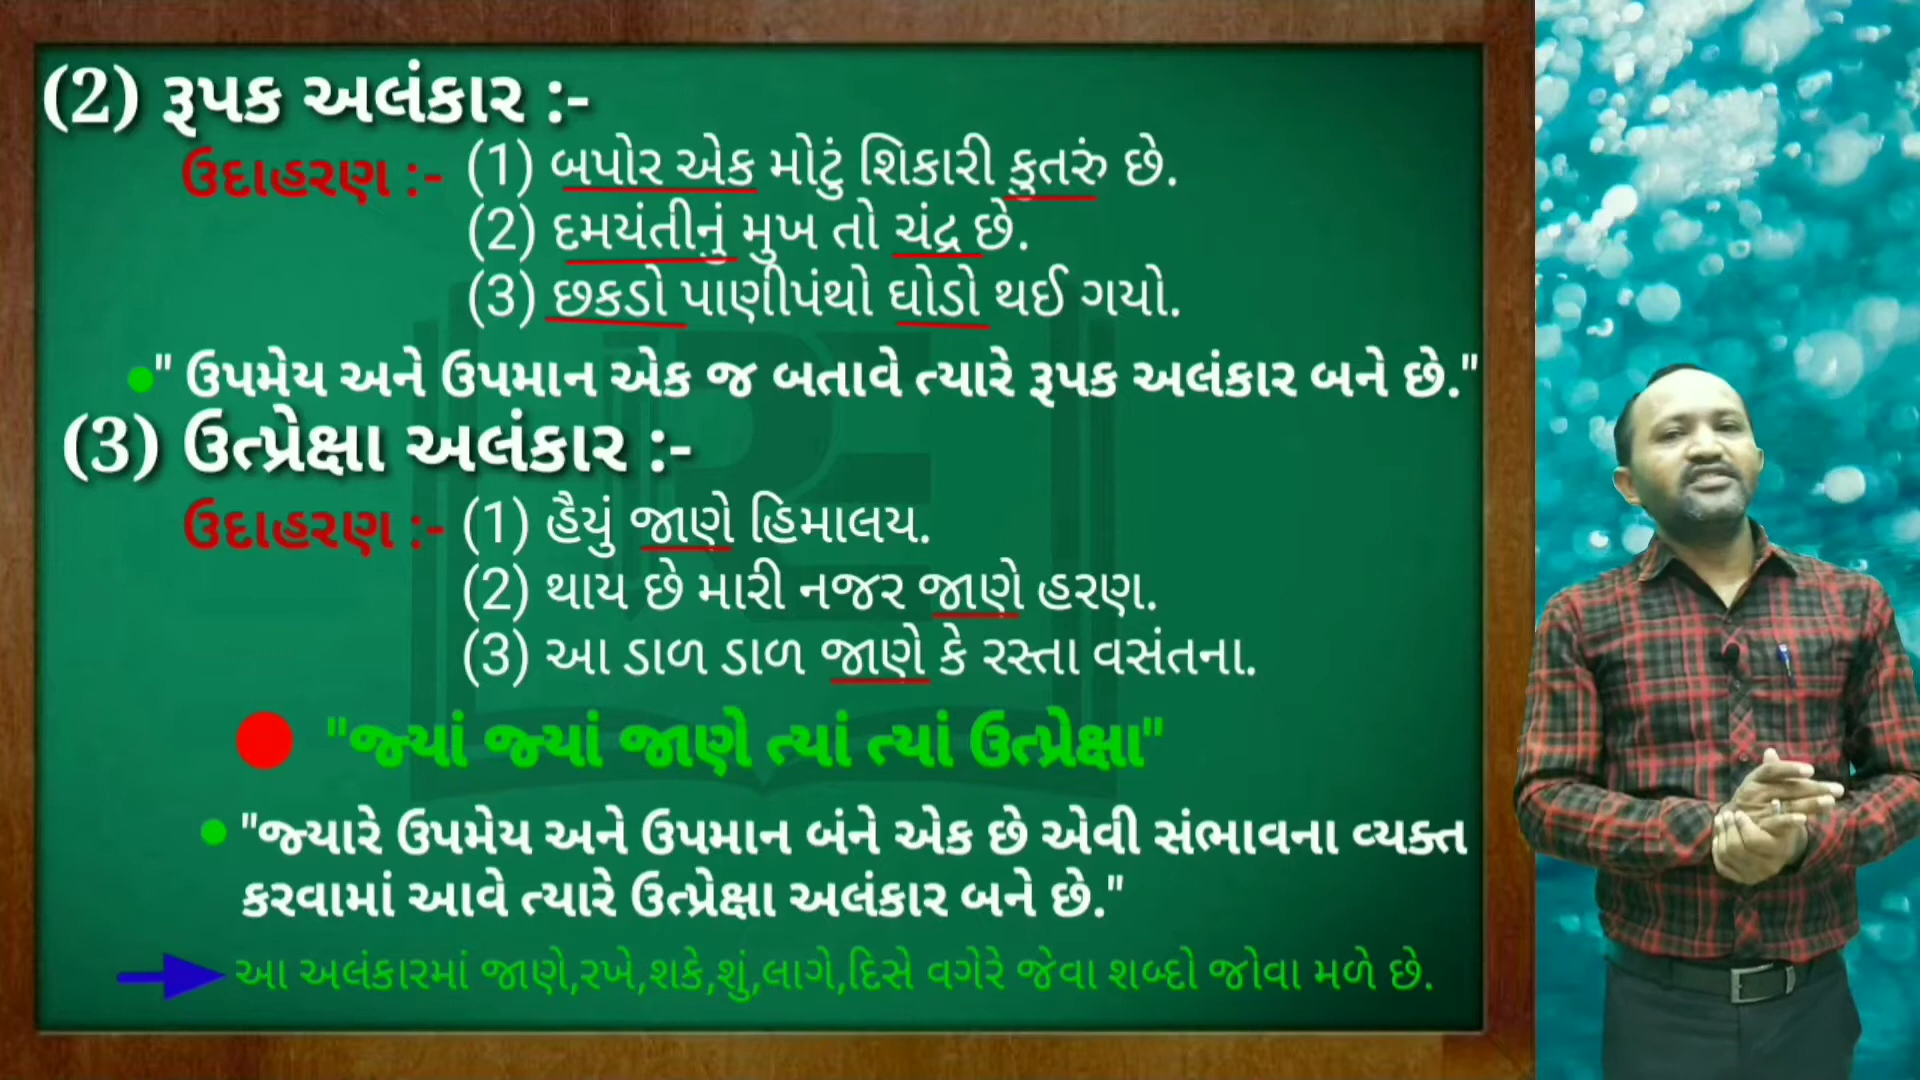 (2) રૂપક અલંકાર :-
ઉદાહરણ :- (1) બપોર એક મોટું શિકારી કુતરું છે.
(2) દમયંતીનું મુખ તો ચંદ્ર છે.
(3) છકડો પાણીપંથો ઘોડો થઈ ગયો.
" ઉપમેય અને ઉપમાન એક જ બતાવે ત્યારે રૂપક અલંકાર બને છે."
(3) ઉત્પ્રેક્ષા અલંકાર :-
ઉદાહરણ :- (1) હૈયું જાણે હિમાલય.
(2) થાય છે મારી નજર જાણે હરણ.
(3) આ ડાળ ડાળ જાણે કે રસ્તા વસંતના.
"જ્યાં જ્યાં જાણે ત્યાં ત્યાં ઉત્પ્રેક્ષા"
"જ્યારે ઉપમેય અને ઉપમાન બંને એક છે એવી સંભાવના વ્યક્ત
કરવામાં આવે ત્યારે ઉત્પ્રેક્ષા અલંકાર બને છે."
આ અલંકારમાં જાણે,રખે,શકે,શું,લાગે,દિસે વગેરે જેવા શબ્દો જોવા મળે છે.